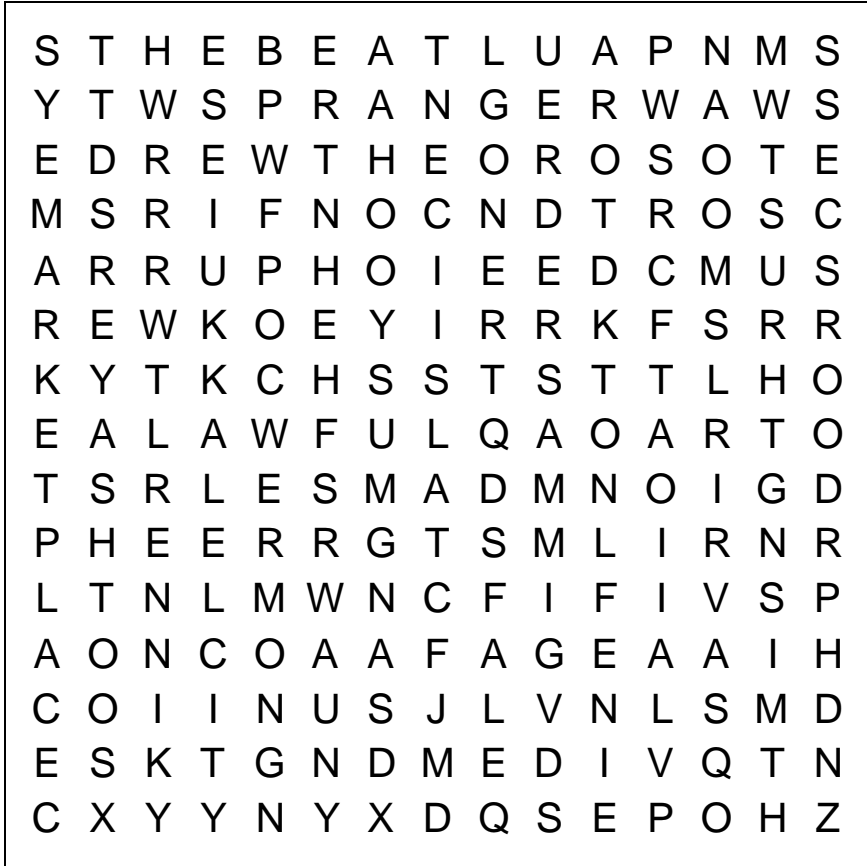 S T H E B E A T L U A P N M S
Y T W S P R A N G E R W A W S
E D R E W T H E O R O S O T E
M S R I F N O C N D T R O S C
A R R U P H O I E E D C M U S
R E W K O E Y I R R K F S R R
K Y T K C H S S T S T T L H O
E A L A W F U L Q A O A R T O
T S R L E S M A D M N O I G D
P H E E R R G T S M L I R N R
L T N L M W N C F I F I V S P
A O N C O A A F A G E A A I H
C O I I N U S J L V N L S M D
E S K T G N D M E D I V Q T N
C X Y Y N Y X D Q S E P O H Z